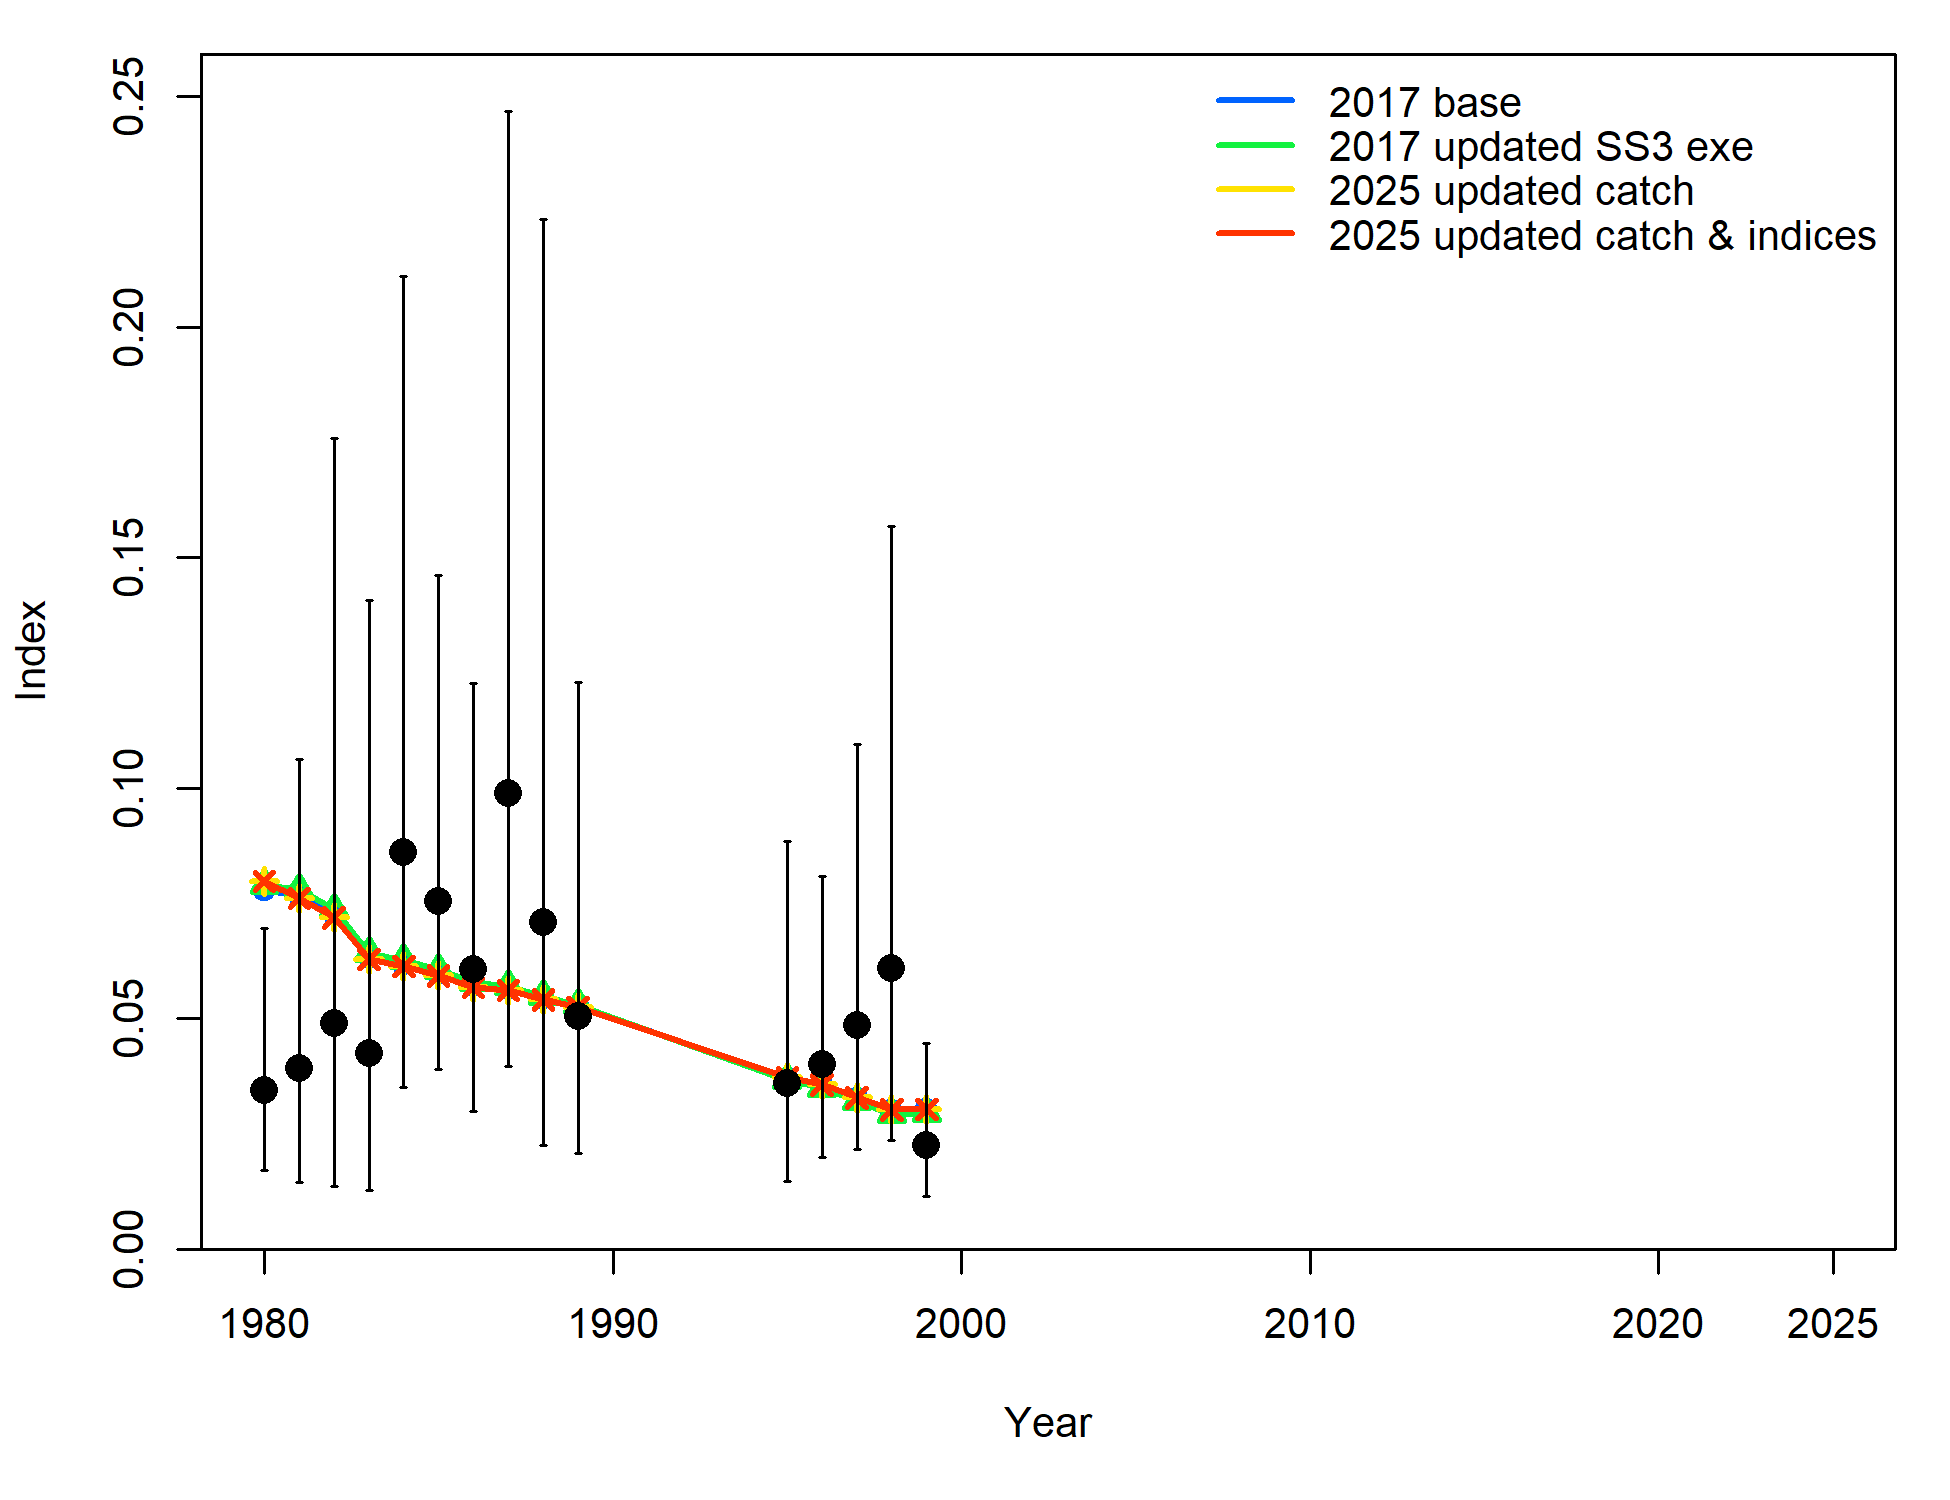 2017 base
2017 updated SS3 exe
2025 updated catch
2025 updated catch & indices
0.25
0.20
0.15
0.10
0.05
0.00
Index
1980 1990 2000 2010 2020 2025
Year